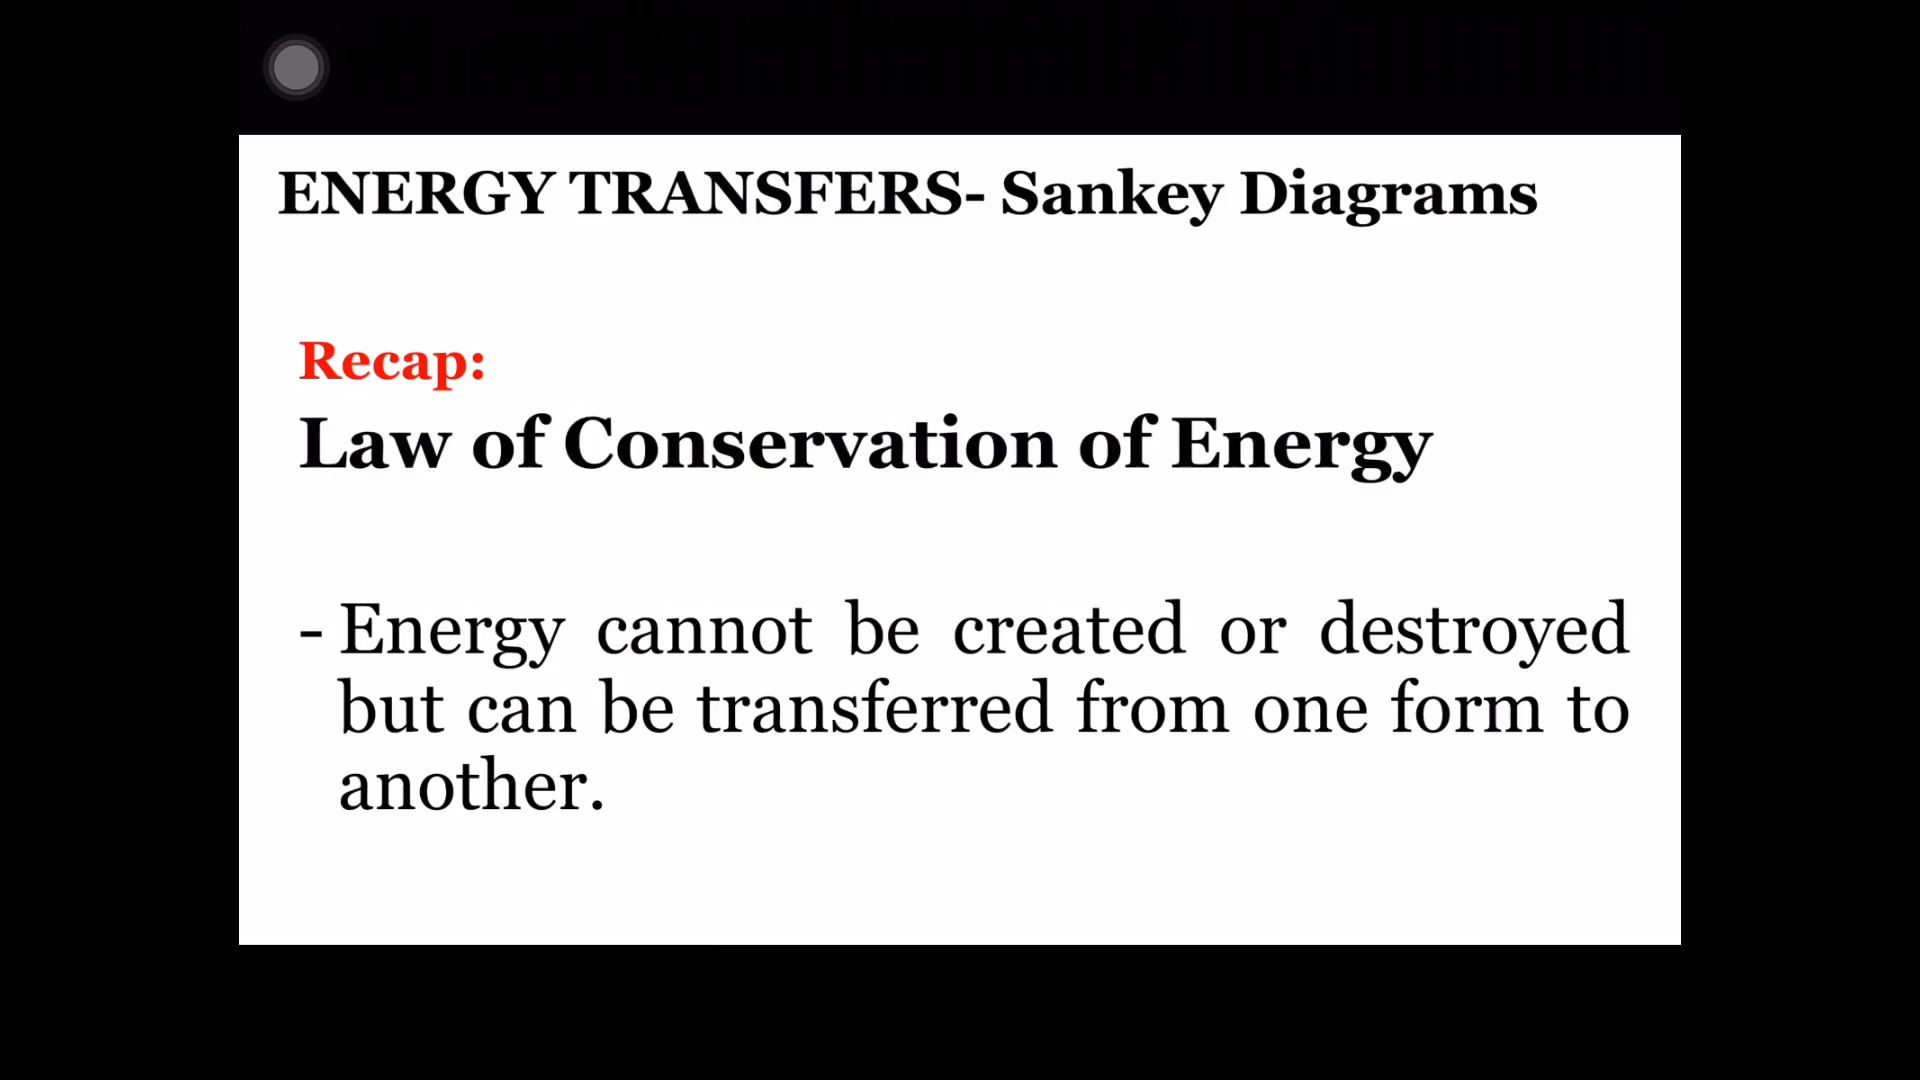 ENERGY TRANSFERS- Sankey Diagrams
Recap:
Law of Conservation of Energy
- Energy cannot be created or destroyed
but can be transferred from one form to
another.